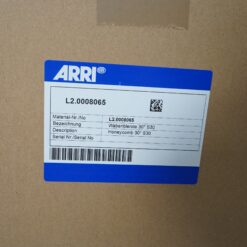 ARRI®
L2.0008065
Material-Nr./No L2.0008065
Bezeichnung Wabenblende 30° S30
Description Honeycomb 30° S30
Serial Nr./Serial No